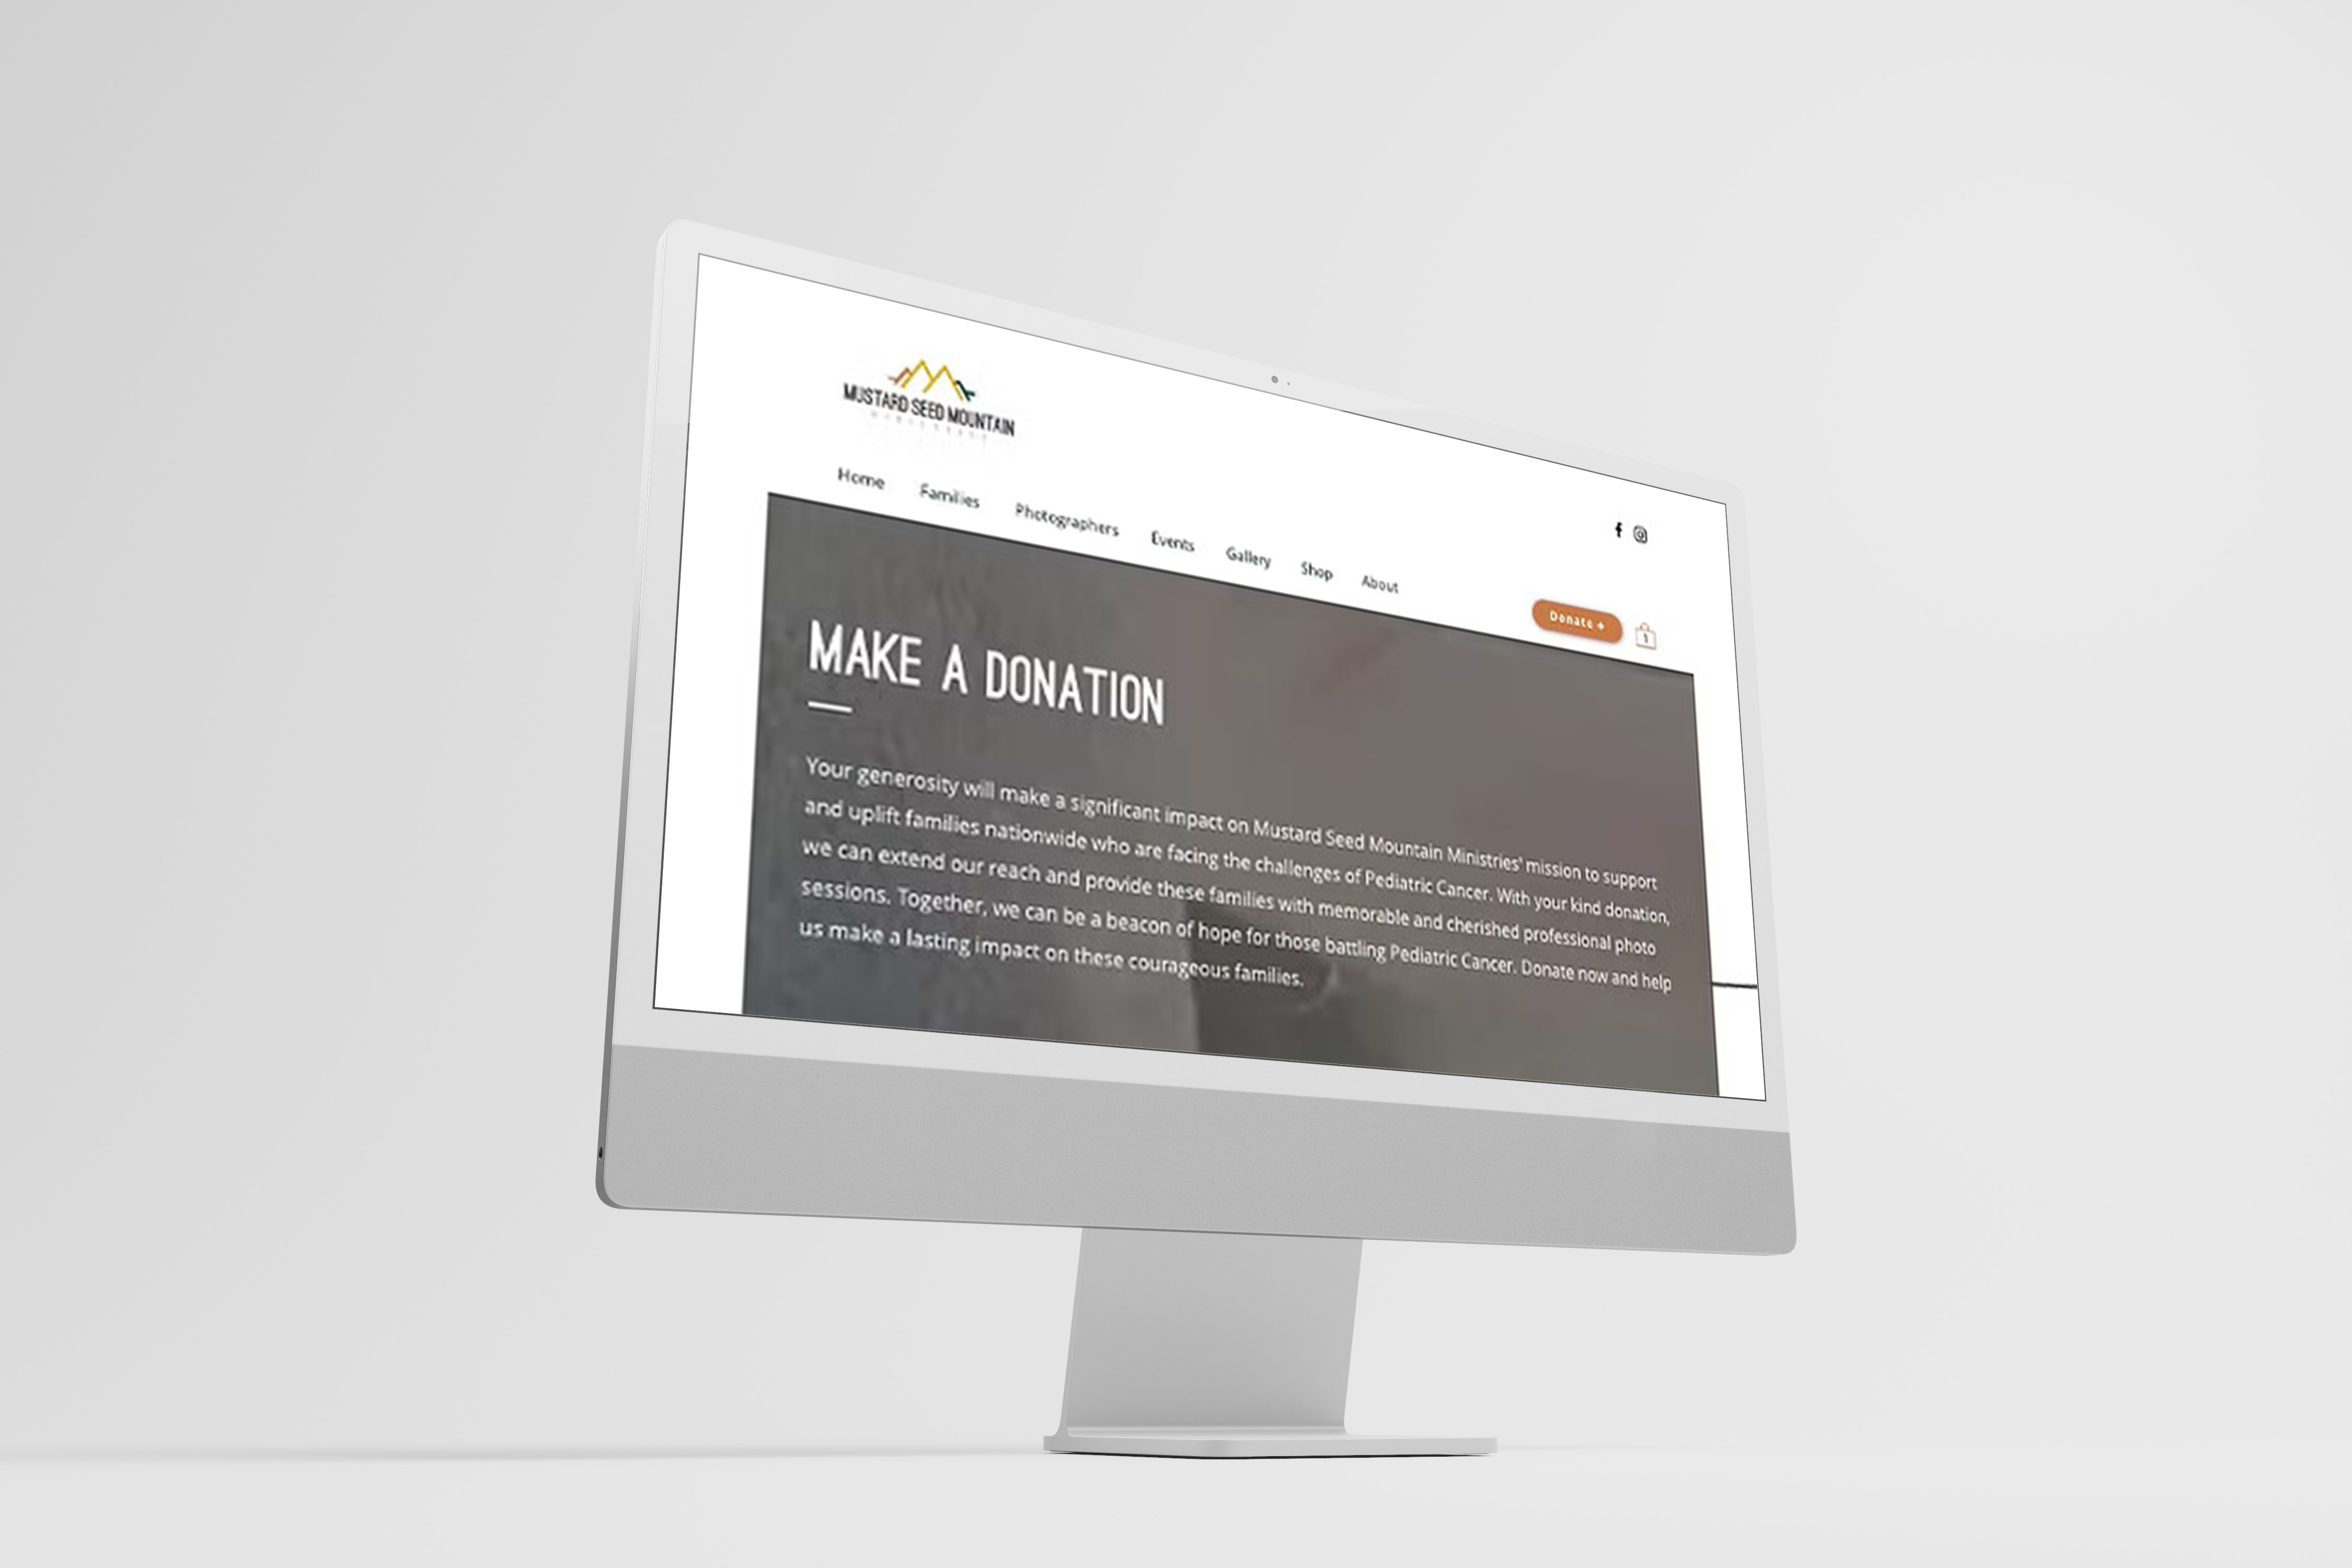 MUSTARD SEED MOUNTAIN
Home Families Photographers Events Gallery Shop About
Donate +
1
MAKE A DONATION
Your generosity will make a significant impact on Mustard Seed Mountain Ministries' mission to support
and uplift families nationwide who are facing the challenges of Pediatric Cancer. With your kind donation,
we can extend our reach and provide these families with memorable and cherished professional photo
sessions. Together, we can be a beacon of hope for those battling Pediatric Cancer. Donate now and help
us make a lasting impact on these courageous families.